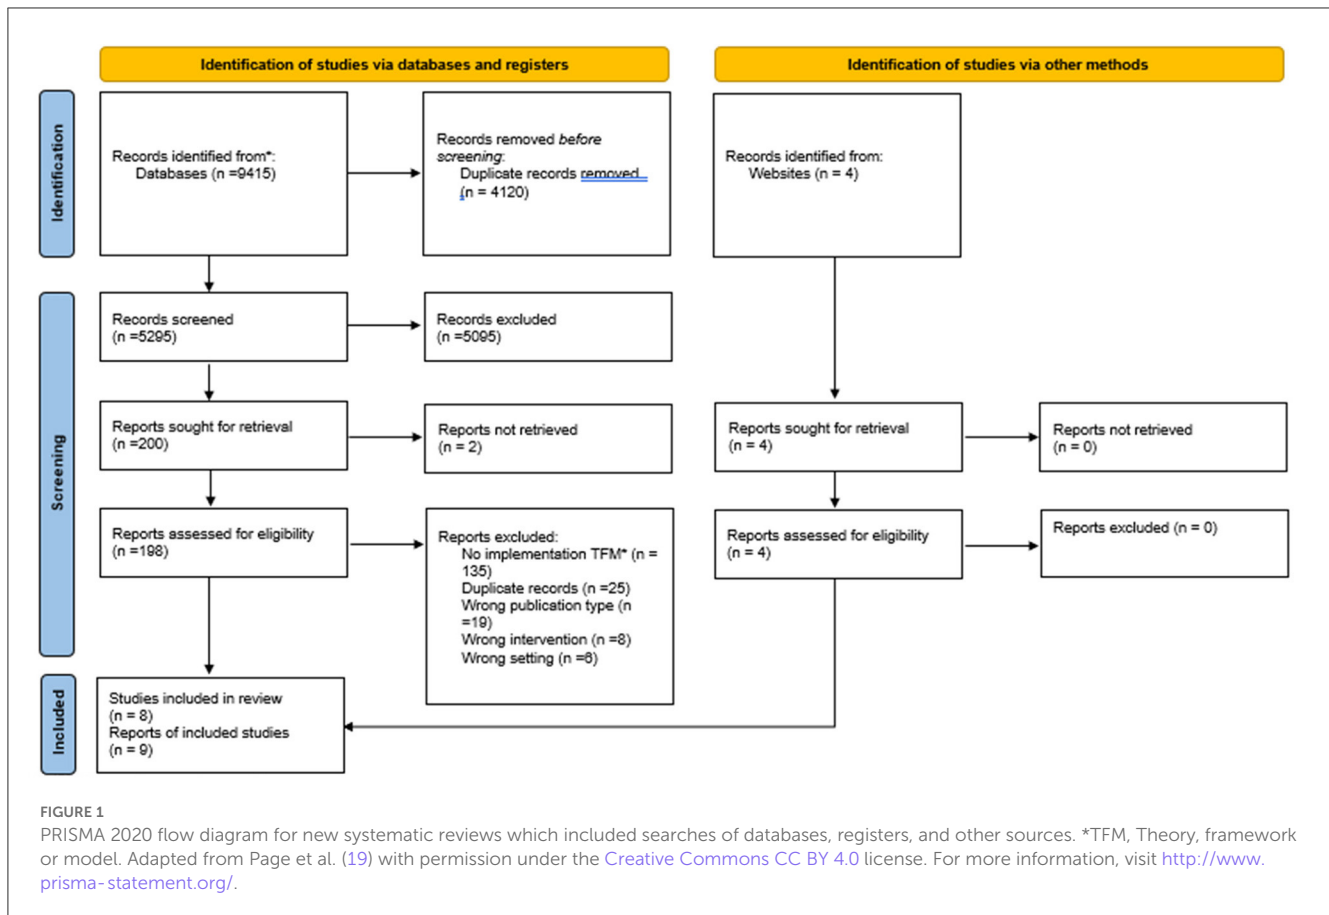 Identification of studies via databases and registers
Identification of studies via other methods
Identification
Records identified from*:
Databases (n =9415)
Records removed before
screening:
Duplicate records removed
(n = 4120)
Records identified from:
Websites (n = 4)
Screening
Records screened
(n =5295)
Records excluded
(n =5095)
Reports sought for retrieval
(n =200)
Reports not retrieved
(n = 2)
Reports sought for retrieval
(n = 4)
Reports not retrieved
(n = 0)
Reports assessed for eligibility
(n =198)
Reports excluded:
No implementation TFM* (n =
135)
Duplicate records (n =25)
Wrong publication type (n
=19)
Wrong intervention (n =8)
Wrong setting (n =6)
Reports assessed for eligibility
(n = 4)
Reports excluded (n = 0)
Included
Studies included in review
(n = 8)
Reports of included studies
(n = 9)
FIGURE 1
PRISMA 2020 flow diagram for new systematic reviews which included searches of databases, registers, and other sources. *TFM, Theory, framework
or model. Adapted from Page et al. (19) with permission under the Creative Commons CC BY 4.0 license. For more information, visit http://www.
prisma-statement.org/.